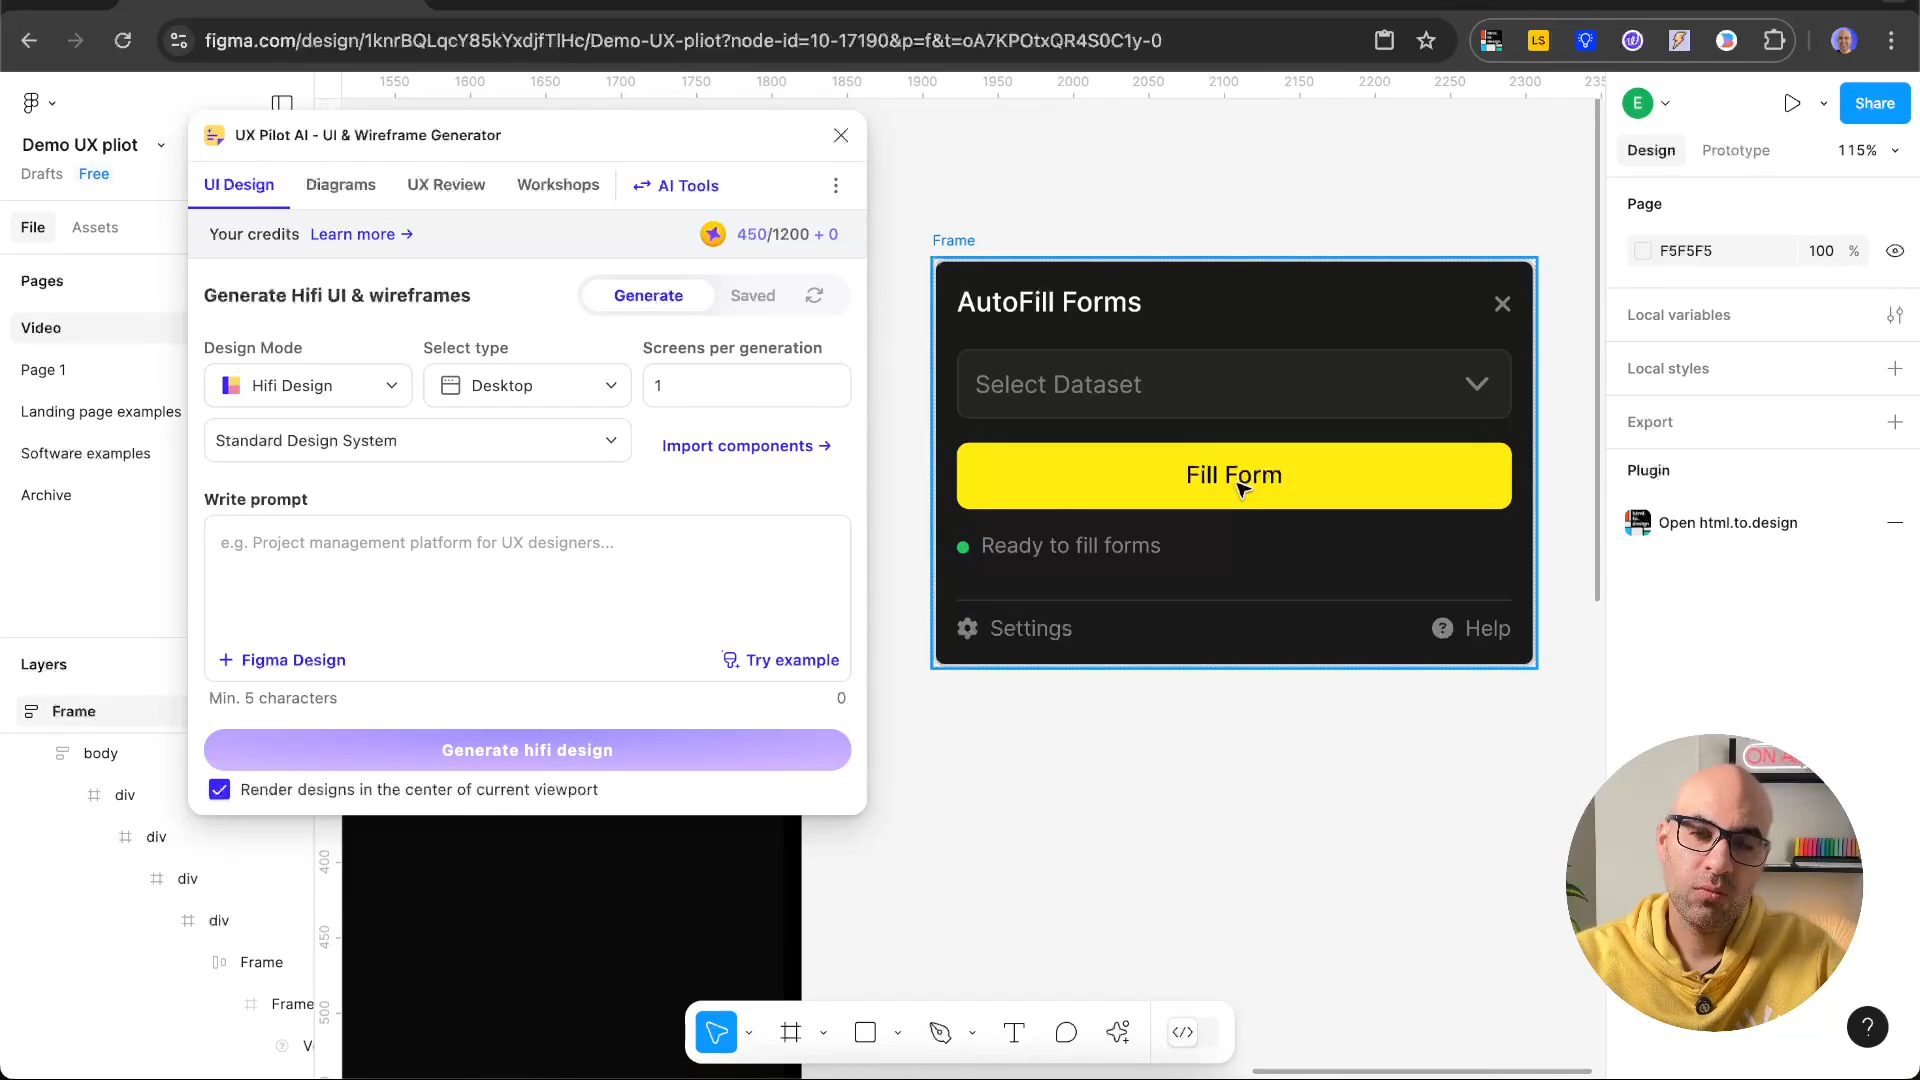 figma.com/design/1knrBQLqcY85kYxdjfTlHc/Demo-UX-pliot?node-id=10-17190&p=f&t=oA7KPOtxQR4S0C1y-0
LS
1550 1600 1650 1700 1750 1800 1850 1900 1950 2000 2050 2100 2150 2200 2250 2300 235
Demo UX pliot
Drafts Free
File Assets
Pages
Video
Page 1
Landing page examples
Software examples
Archive
Layers
Frame
body
div
div
div
div
Frame
Frame
Ve
UX Pilot AI - UI & Wireframe Generator
UI Design Diagrams UX Review Workshops AI Tools
Your credits Learn more → 450/1200 + 0
Generate Hifi UI & wireframes Generate Saved
Design Mode Select type Screens per generation
Hifi Design Desktop 1
Standard Design System Import components →
Write prompt
e.g. Project management platform for UX designers...
+ Figma Design Try example
Min. 5 characters 0
Generate hifi design
Render designs in the center of current viewport
400
450
500
Frame
AutoFill Forms
Select Dataset
Fill Form
Ready to fill forms
Settings Help
E Share
Design Prototype 115%
Page
F5F5F5 100 %
Local variables
Local styles
Export
Plugin
Open html.to.design
ON A
?